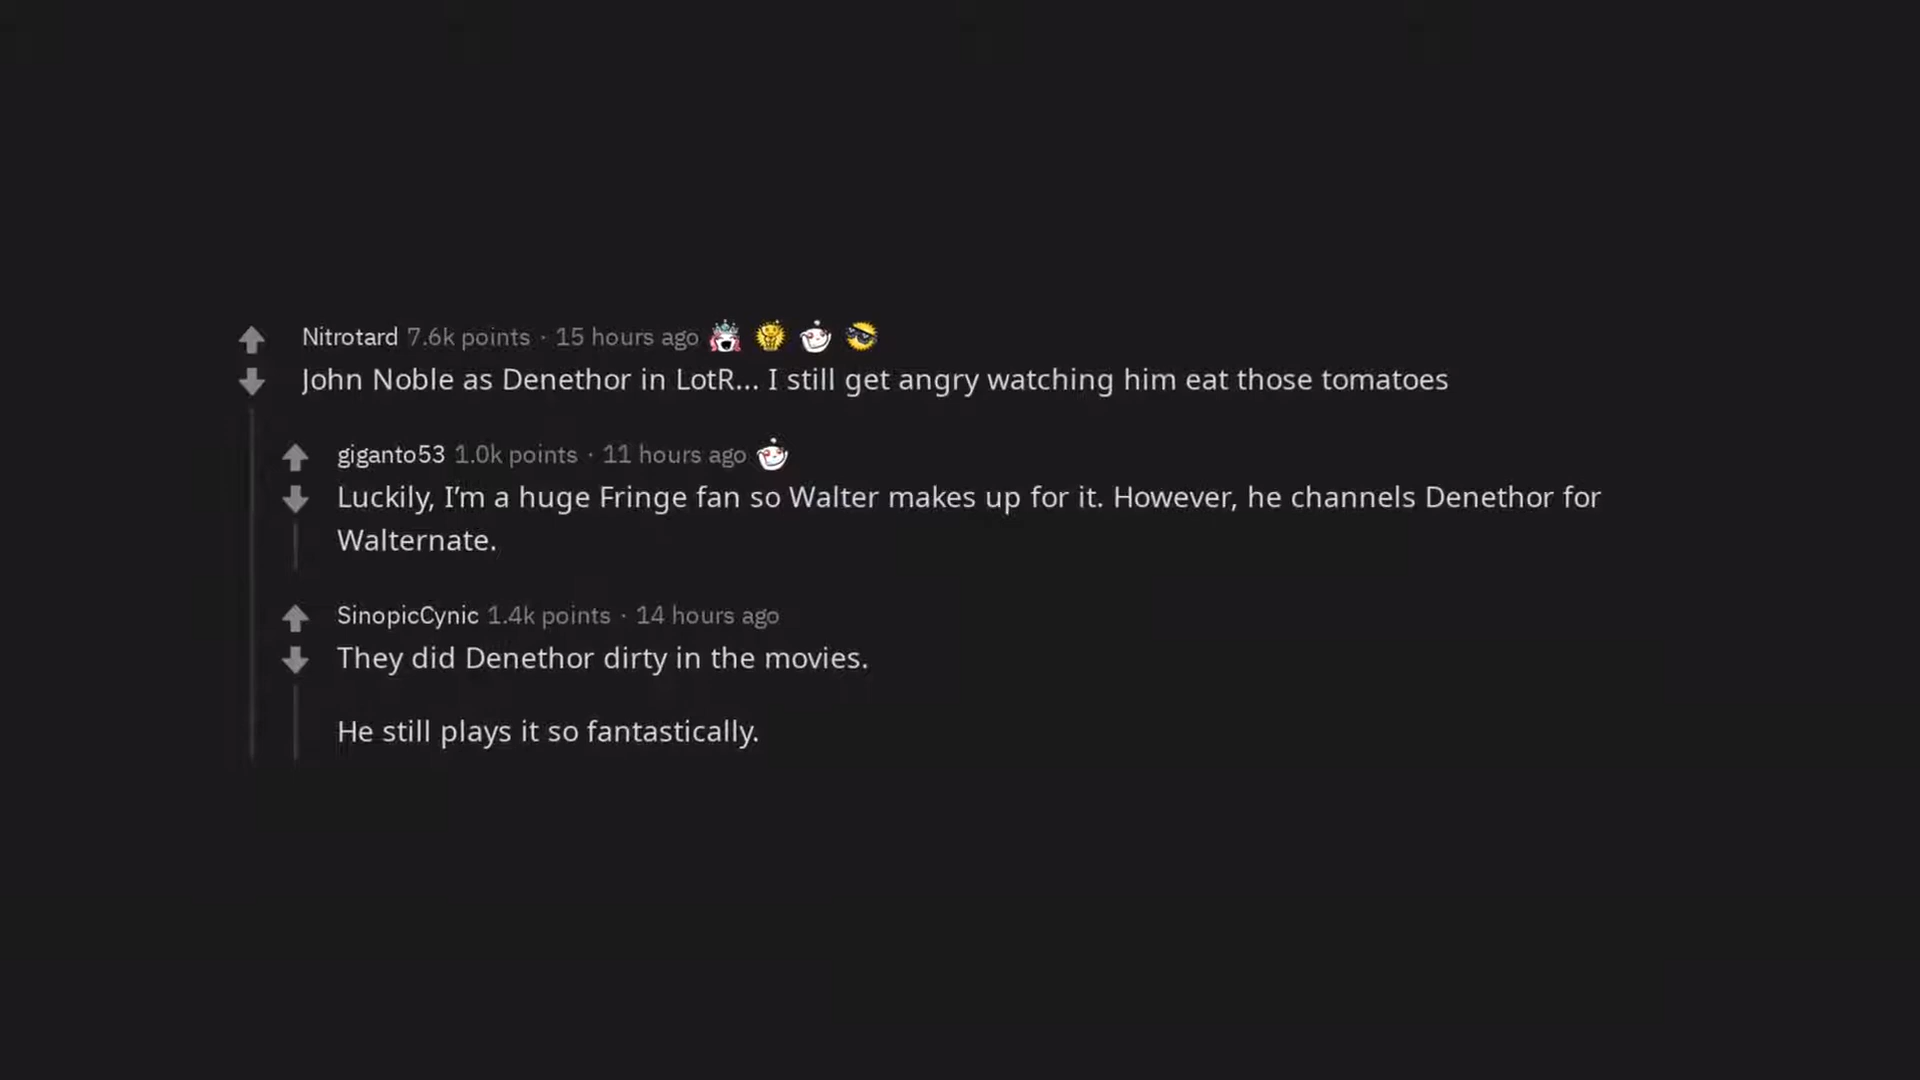 Nitrotard 7.6k points · 15 hours ago
John Noble as Denethor in LotR... I still get angry watching him eat those tomatoes
giganto53 1.0k points · 11 hours ago
Luckily, I’m a huge Fringe fan so Walter makes up for it. However, he channels Denethor for
Walternate.
SinopicCynic 1.4k points · 14 hours ago
They did Denethor dirty in the movies.
He still plays it so fantastically.